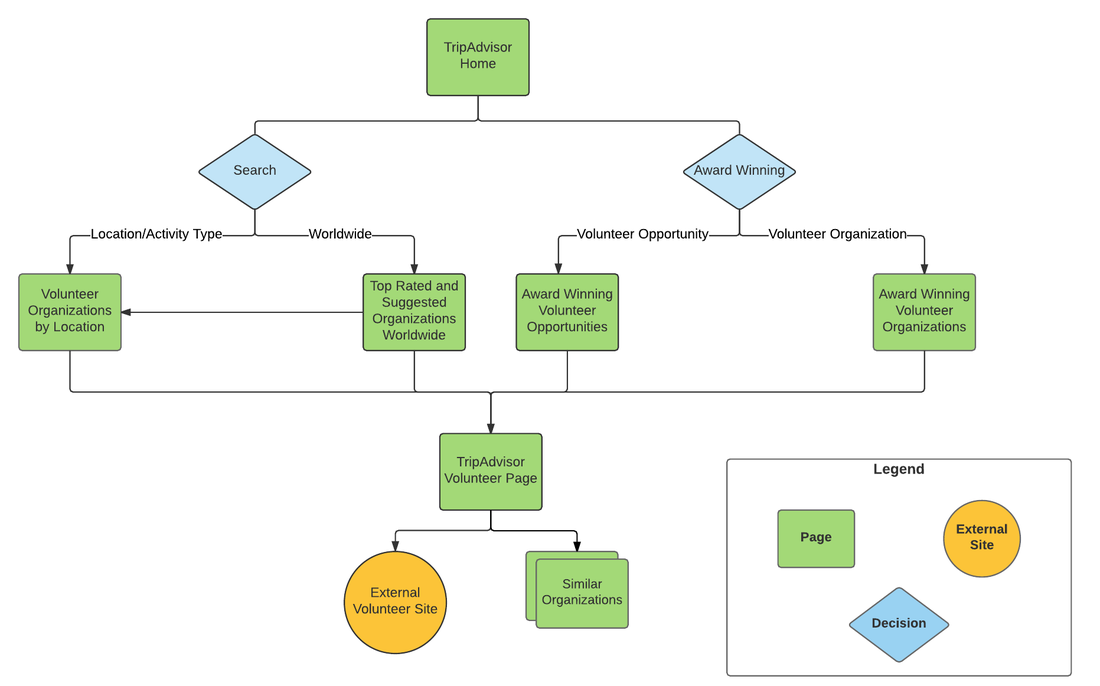 TripAdvisor
Home
Search
Award Winning
Location/Activity Type
Worldwide
Volunteer Opportunity
Volunteer Organization
Volunteer
Organizations
by Location
Top Rated and
Suggested
Organizations
Worldwide
Award Winning
Volunteer
Opportunities
Award Winning
Volunteer
Organizations
TripAdvisor
Volunteer Page
External
Volunteer Site
Similar
Organizations
Legend
Page
External
Site
Decision